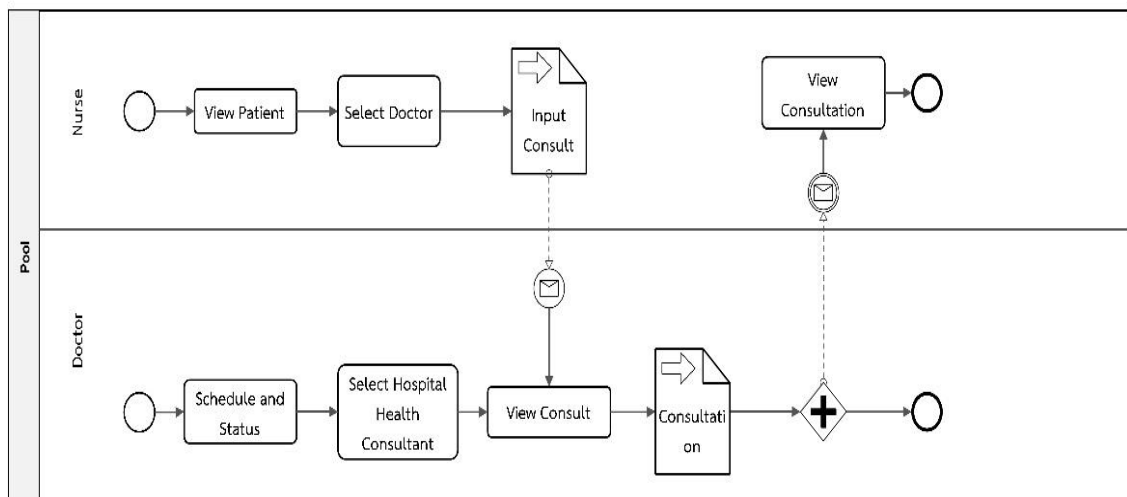 Pool
Nurse
View Patient
Select Doctor
Input
Consult
View
Consultation
Doctor
Schedule and
Status
Select Hospital
Health
Consultant
View Consult
Consultati
on